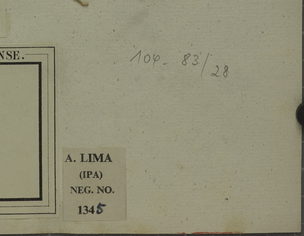 NSE.
104. 83/28
A. LIMA
(IPA)
NEG. NO.
1345